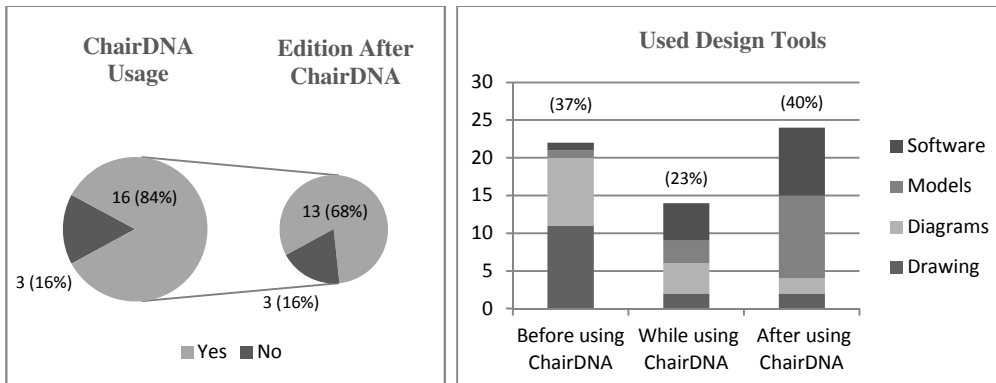 ChairDNA
Usage
Edition After
ChairDNA
16 (84%)
3 (16%)
13 (68%)
3 (16%)
Yes
No
Used Design Tools
30
25
20
15
10
5
0
(37%)
(23%)
(40%)
Before using
ChairDNA
While using
ChairDNA
After using
ChairDNA
Software
Models
Diagrams
Drawing